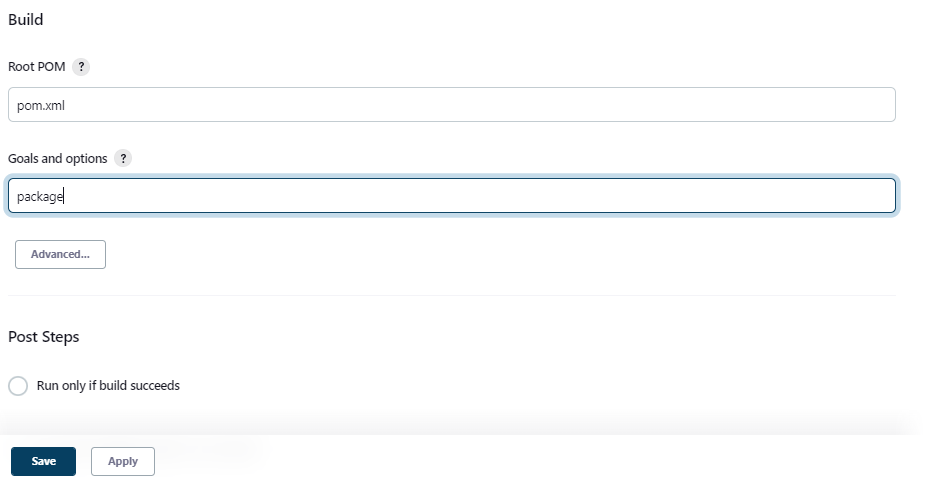 Build
Root POM ?
pom.xml
Goals and options ?
package
Advanced...
Post Steps
Run only if build succeeds
Save Apply